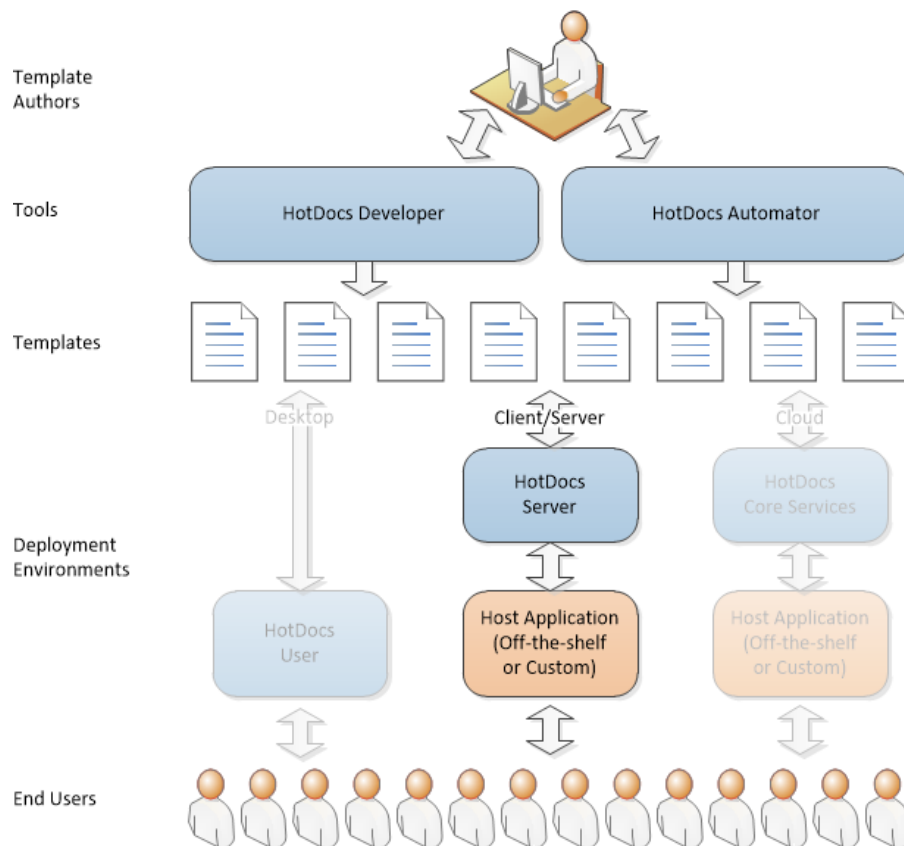 Template
Authors
Tools
HotDocs Developer
HotDocs Automator
Templates
Desktop
Client/Server
Cloud
HotDocs
Server
HotDocs
Core Services
Deployment
Environments
HotDocs
User
Host Application
(Off-the-shelf
or Custom)
Host Application
(Off-the-shelf
or Custom)
End Users